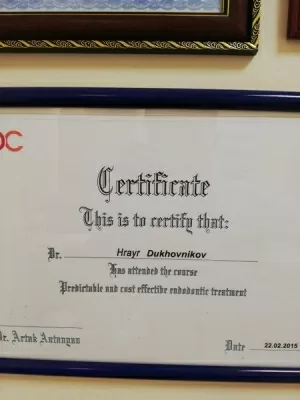 Certificate
This is to certify that:
Dr. Hrayr Dukhovnikov
Has attended the course
Predictable and cost effective endodontic treatment
Dr. Artak Antanyan
Date 22.02.2015